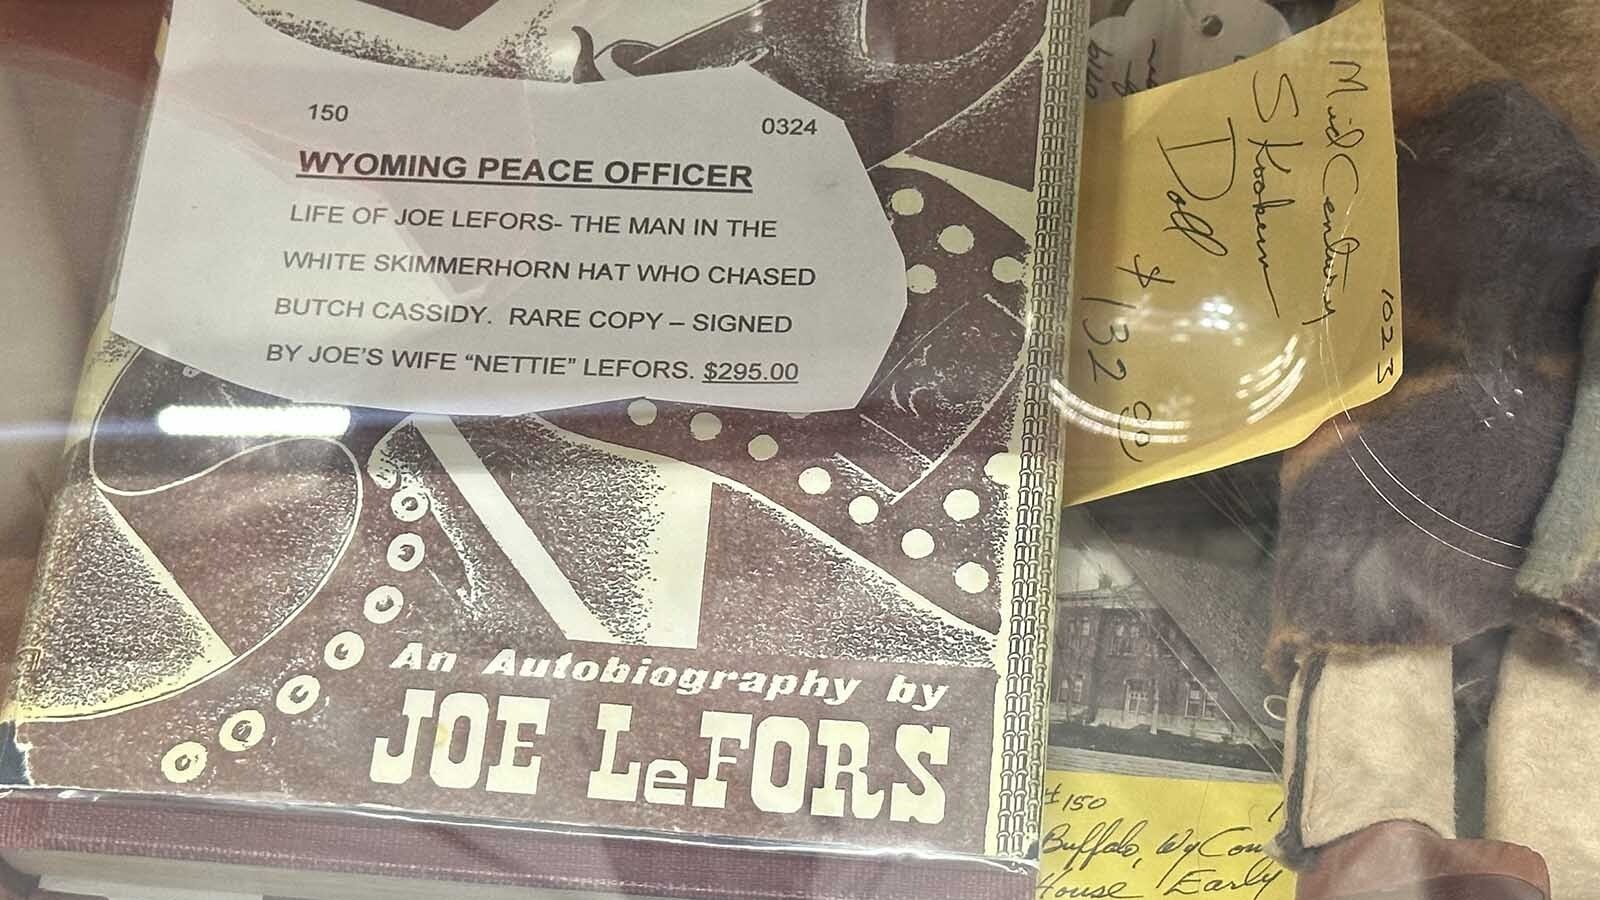 150 0324
WYOMING PEACE OFFICER
LIFE OF JOE LEFORS- THE MAN IN THE
WHITE SKIMMERHORN HAT WHO CHASED
BUTCH CASSIDY. RARE COPY – SIGNED
BY JOE'S WIFE “NETTIE” LEFORS. $295.00
An Autobiography by
JOE LeFORS
1023
Mid Century
Skookum
Doll
$132 00
#150
Buffalo, Wy Con
House Early